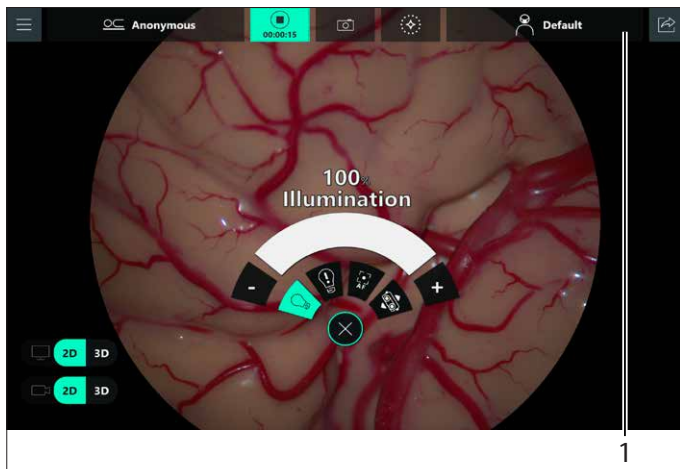 Anonymous
00:00:15
Default
100%
Illumination
-
AF
+
2D 3D
2D 3D
1